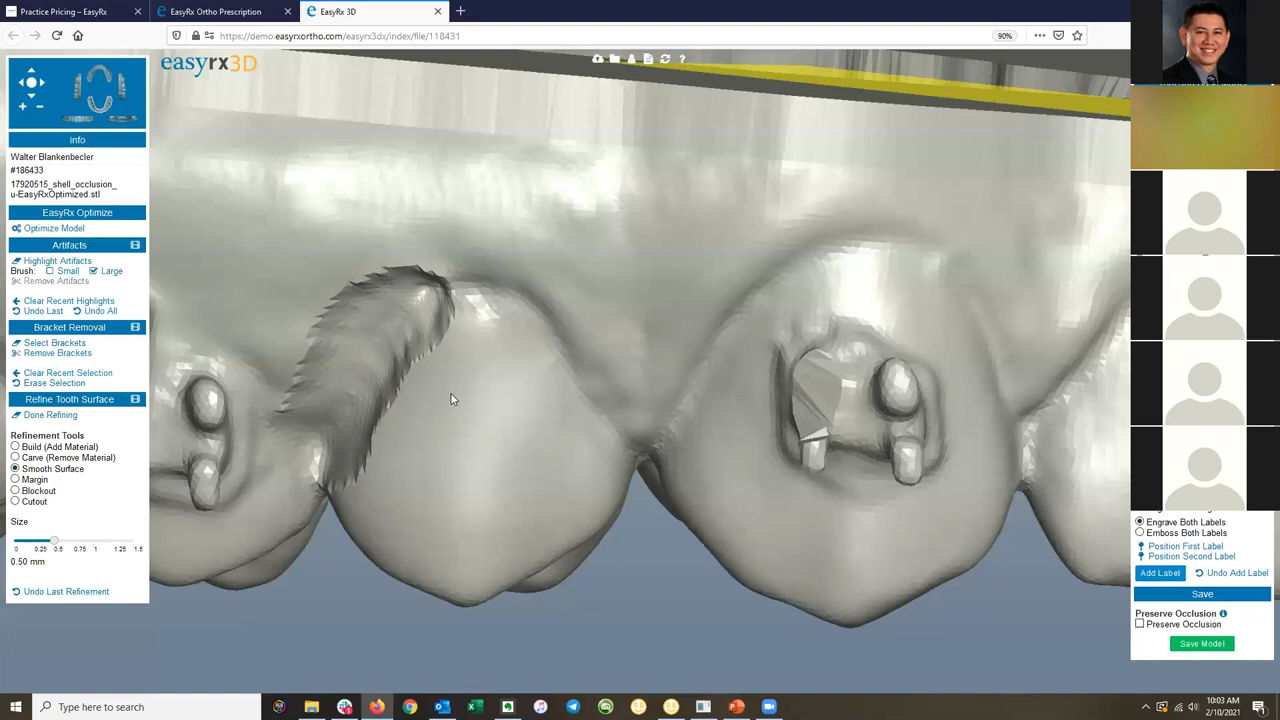 Practice Pricing – EasyRx
EasyRx Ortho Prescription
EasyRx 3D
https://demo.easyrxortho.com/easyrx3dx/index/file/118431
90%
easyrx3D
Info
Walter Blankenbecler
#186433
17920515_shell_occlusion_
u-EasyRxOptimized.stl
EasyRx Optimize
Optimize Model
Artifacts
Highlight Artifacts
Brush: Small Large
Remove Artifacts
Clear Recent Highlights
Undo Last Undo All
Bracket Removal
Select Brackets
Remove Brackets
Clear Recent Selection
Erase Selection
Refine Tooth Surface
Done Refining
Refinement Tools
Build (Add Material)
Carve (Remove Material)
Smooth Surface
Margin
Blockout
Cutout
Size
0 0.25 0.5 0.75 1 1.25 1.5
0.50 mm
Undo Last Refinement
Engrave Both Labels
Emboss Both Labels
Position First Label
Position Second Label
Add Label Undo Add Label
Save
Preserve Occlusion
Preserve Occlusion
Save Model
Type here to search
10:03 AM
2/10/2021